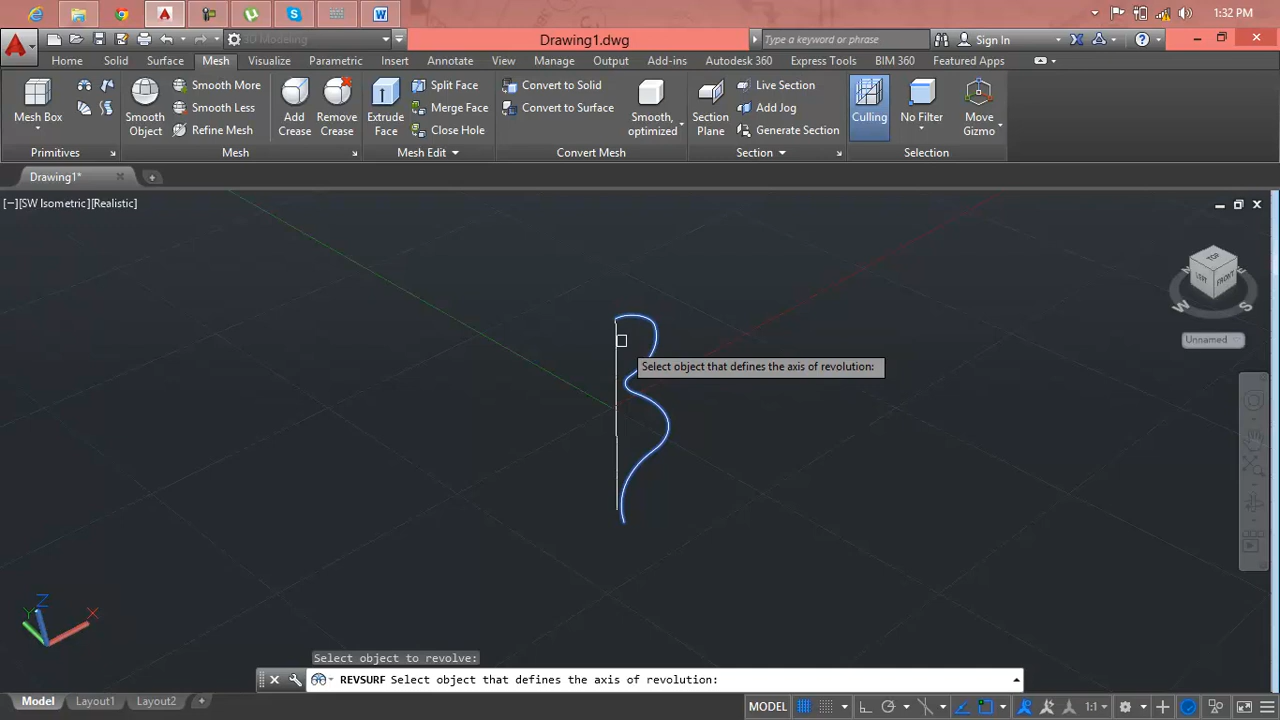 1:32 PM
3D Modeling
Drawing1.dwg
Type a keyword or phrase
Sign In
Home Solid Surface Mesh Visualize Parametric Insert Annotate View Manage Output Add-ins Autodesk 360 Express Tools BIM 360 Featured Apps
Mesh Box
Primitives
Smooth Object
Smooth More
Smooth Less
Refine Mesh
Add Crease
Remove Crease
Mesh
Extrude Face
Split Face
Merge Face
Close Hole
Mesh Edit
Convert to Solid
Convert to Surface
Smooth, optimized
Convert Mesh
Section Plane
Live Section
Add Jog
Generate Section
Section
Culling
No Filter
Move Gizmo
Selection
Drawing1*
[−][SW Isometric][Realistic]
TOP
LEFT
FRONT
N
E
W
S
Unnamed
Select object that defines the axis of revolution:
Z
Y
X
Select object to revolve:
REVSURF Select object that defines the axis of revolution:
Model Layout1 Layout2
MODEL
1:1